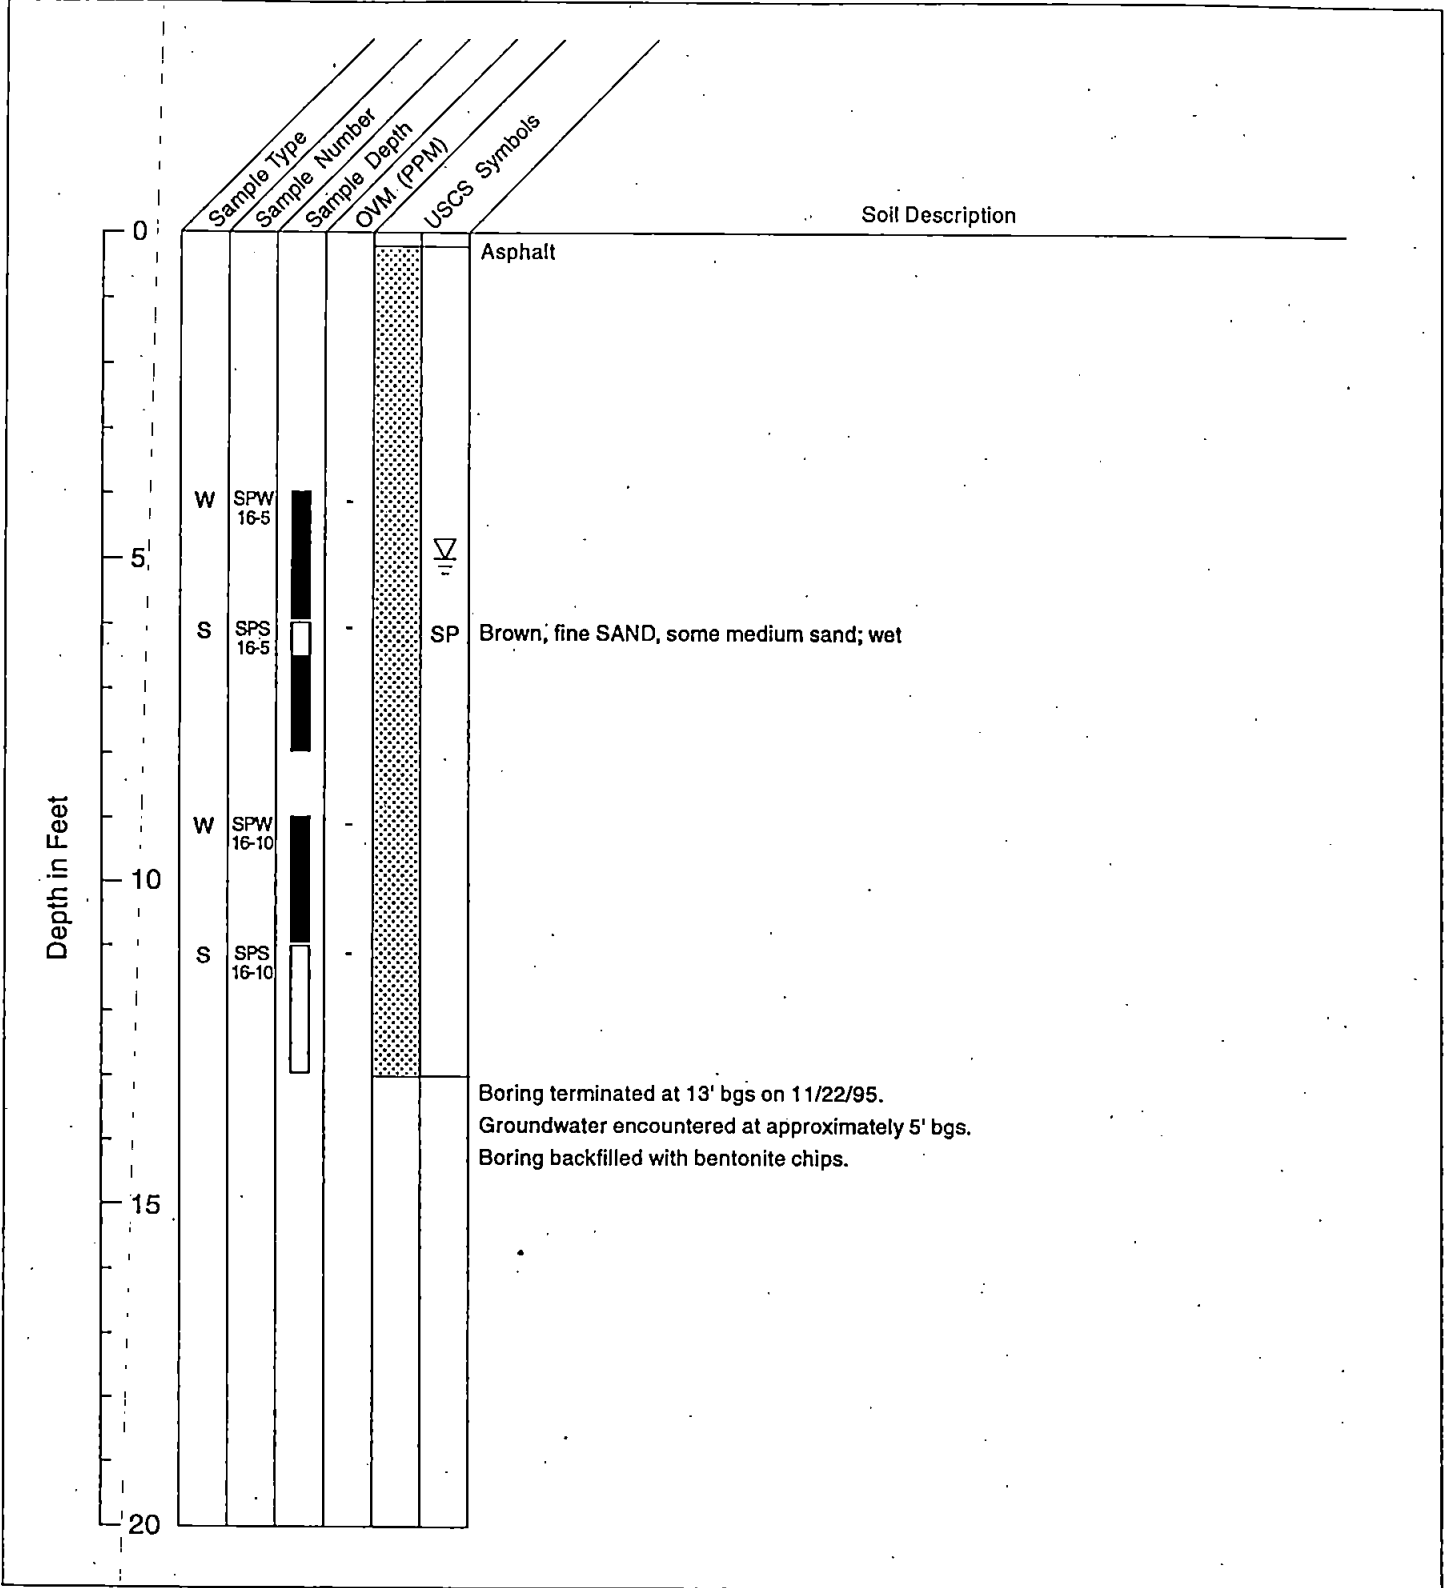 Sample Type
Sample Number
Sample Depth
OVM (PPM)
USCS Symbols
Soil Description
0
Asphalt
W SPW - 
16-5
5
S SPS - SP Brown, fine SAND, some medium sand; wet
16-5
W SPW -
16-10
Depth in Feet
10
S SPS -
16-10
Boring terminated at 13' bgs on 11/22/95.
Groundwater encountered at approximately 5' bgs.
Boring backfilled with bentonite chips.
15
20